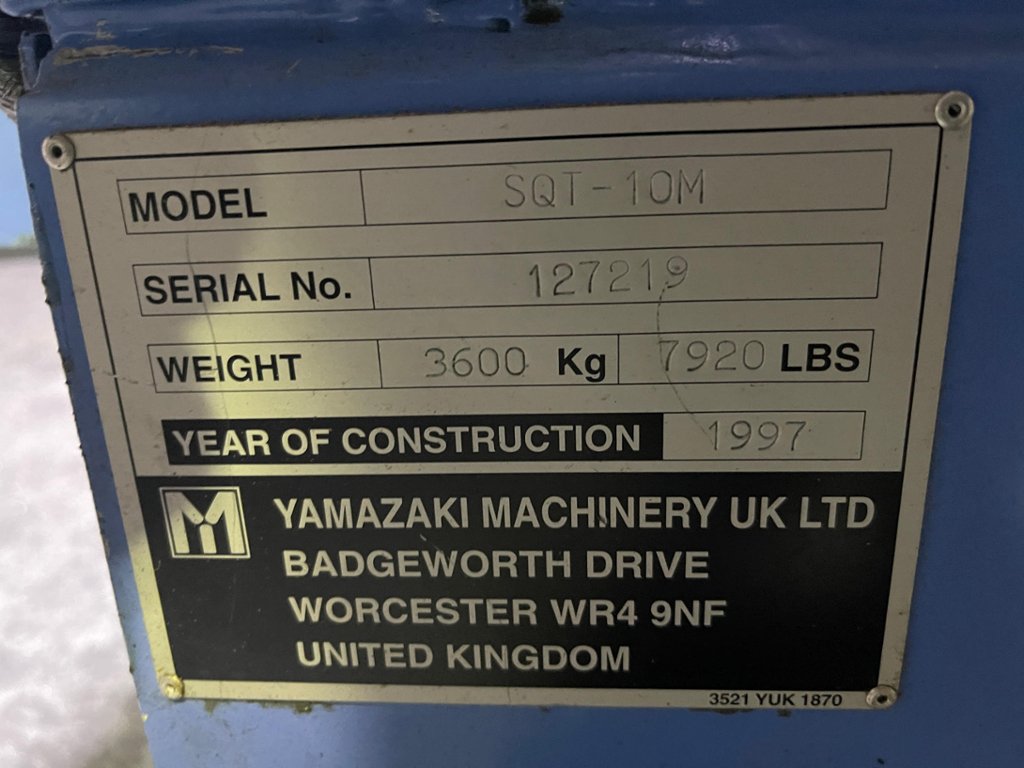 MODEL SQT-10M
SERIAL No. 127219
WEIGHT 3600 Kg 7920 LBS
YEAR OF CONSTRUCTION 1997
YAMAZAKI MACHINERY UK LTD
BADGEWORTH DRIVE
WORCESTER WR4 9NF
UNITED KINGDOM
3521 YUK 1870